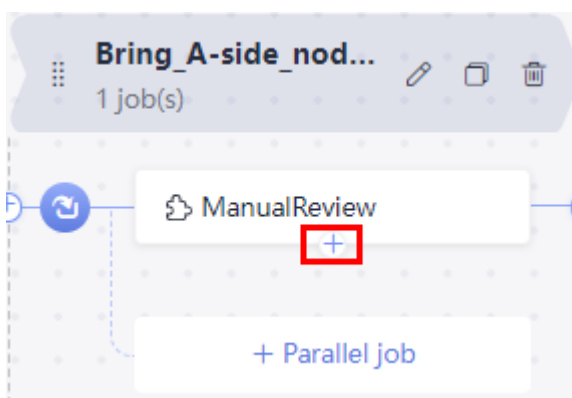 Bring_A-side_nod...
1 job(s)
ManualReview
+
+ Parallel job